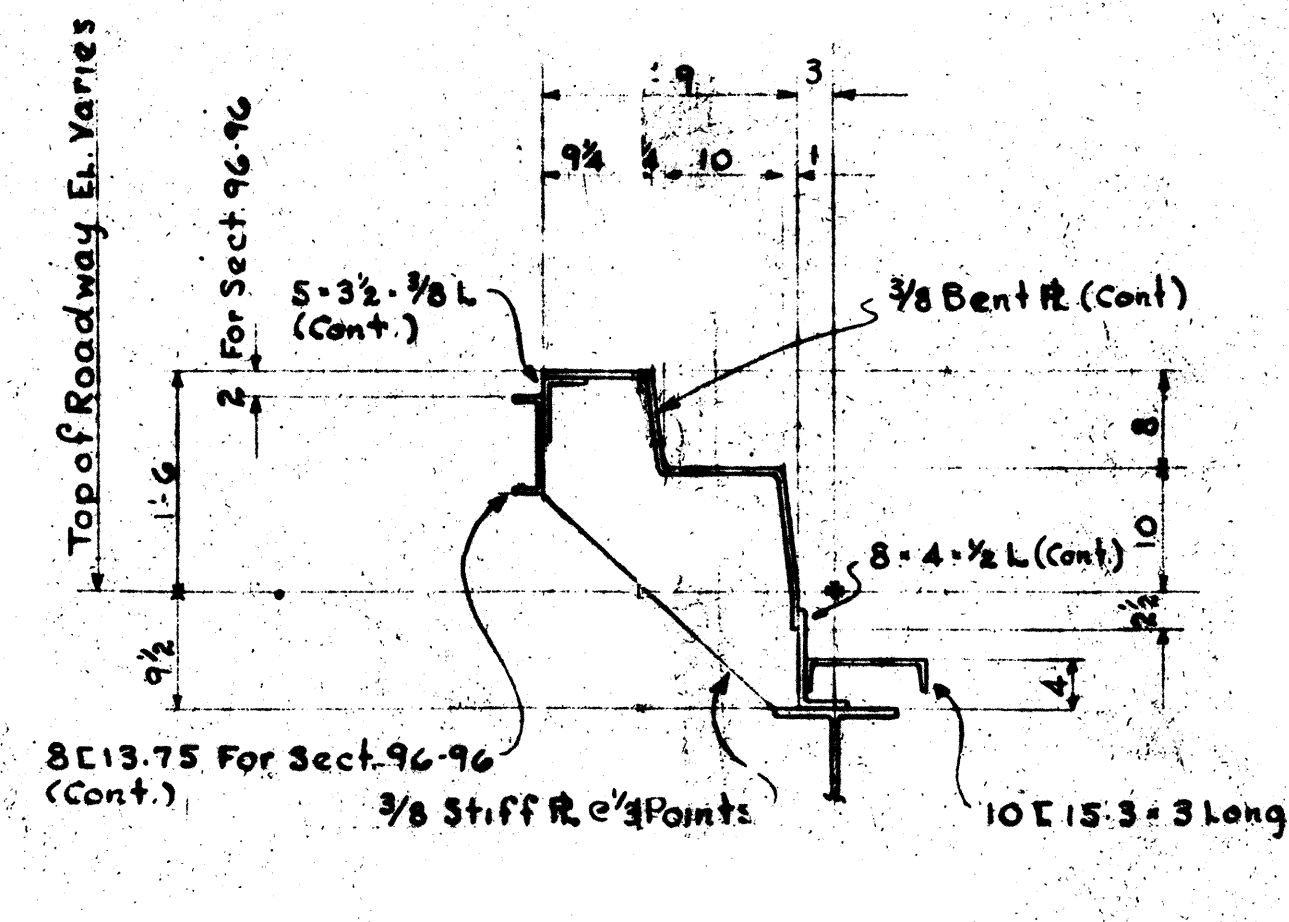 Top of Roadway El. Varies
2 For Sect. 96-96
9
3
9¼
¼
10
1
5 × 3½ × 3/8 L
(Cont.)
3/8 Bent ℞ (Cont)
1'-6
8
10
8 × 4 × ½ L (Cont.)
2½
9½
4
8 [ 13.75 For Sect. 96-96
(Cont.)
3/8 Stiff ℞ @ ⅓ Points
10 [ 15.3 × 3 Long